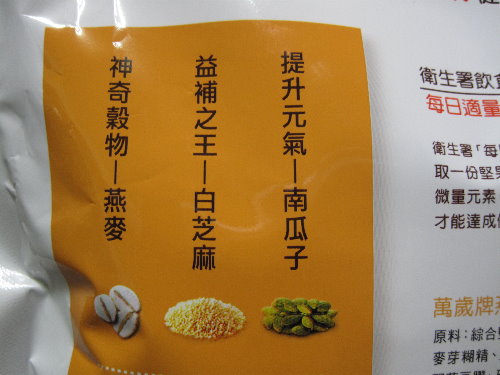 提升元氣－南瓜子
益補之王－白芝麻
神奇穀物－燕麥
衛生署飲食
每日適量
衛生署「每
取一份堅果
微量元素
才能達成
萬歲牌
原料：綜合
麥芽糊精、